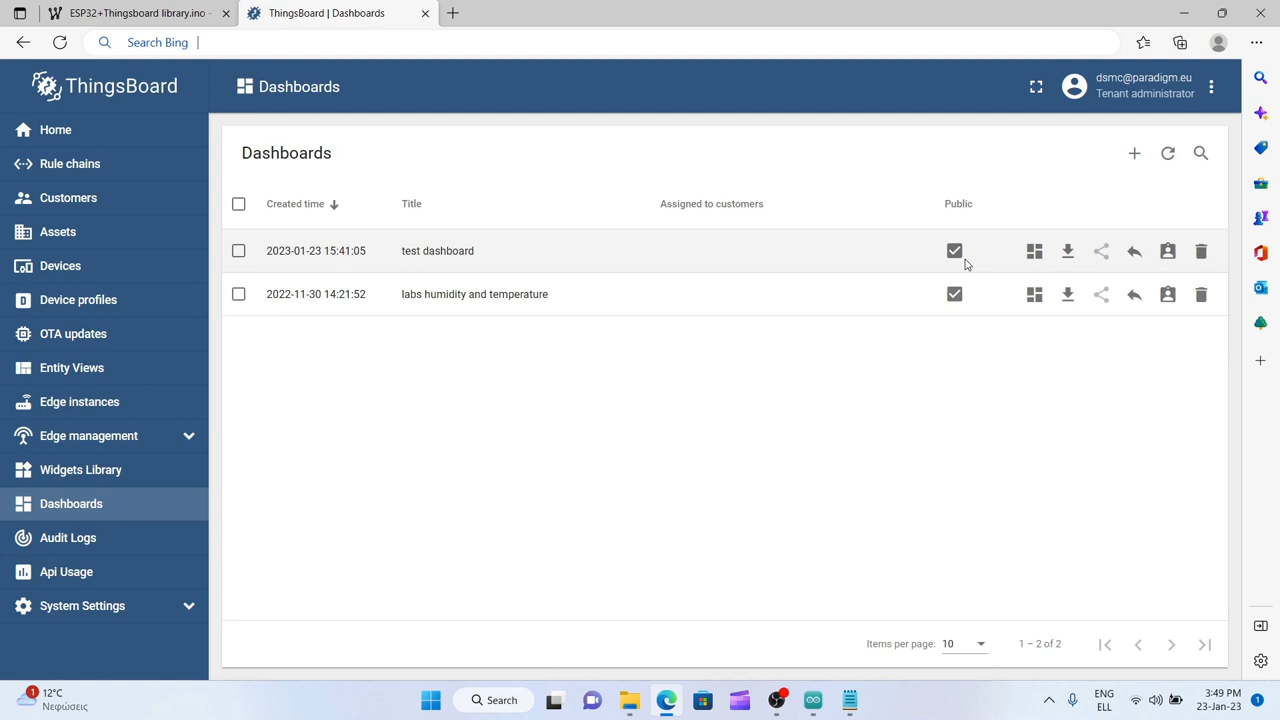 ESP32+Thingsboard library.ino -
ThingsBoard | Dashboards
Search Bing
ThingsBoard
Dashboards
dsmc@paradigm.eu
Tenant administrator
Home
Rule chains
Customers
Assets
Devices
Device profiles
OTA updates
Entity Views
Edge instances
Edge management
Widgets Library
Dashboards
Audit Logs
Api Usage
System Settings
Dashboards
Created time Title Assigned to customers Public
2023-01-23 15:41:05 test dashboard
2022-11-30 14:21:52 labs humidity and temperature
Items per page: 10 1 – 2 of 2
1 12°C
Νεφώσεις
Search
ENG
ELL
3:49 PM
23-Jan-23
1